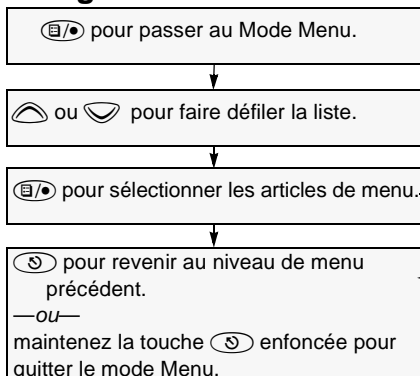 pour passer au Mode Menu.
ou pour faire défiler la liste.
pour sélectionner les articles de menu.
pour revenir au niveau de menu
précédent.
—ou—
maintenez la touche enfoncée pour
quitter le mode Menu.